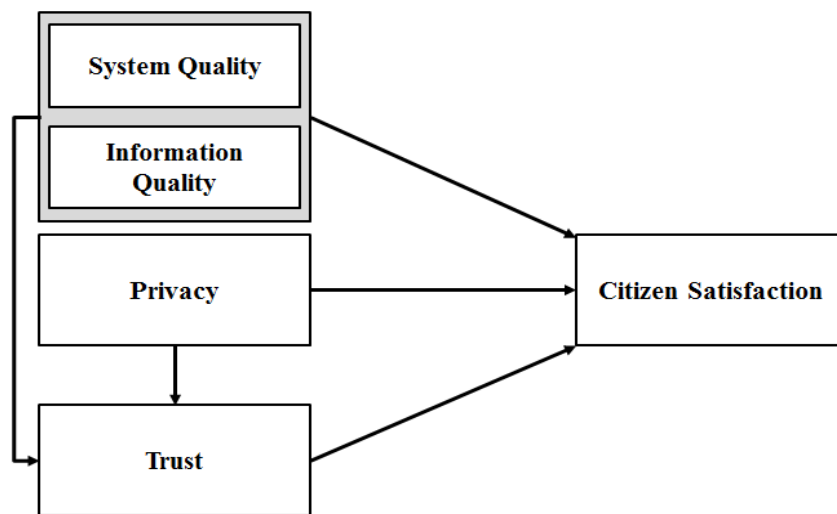 System Quality
Information
Quality
Privacy
Citizen Satisfaction
Trust